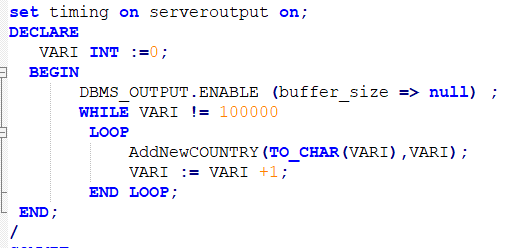 set timing on serveroutput on;
DECLARE
VARI INT :=0;
BEGIN
DBMS_OUTPUT.ENABLE (buffer_size => null) ;
WHILE VARI != 100000
LOOP
AddNewCOUNTRY(TO_CHAR(VARI),VARI);
VARI := VARI +1;
END LOOP;
END;
/